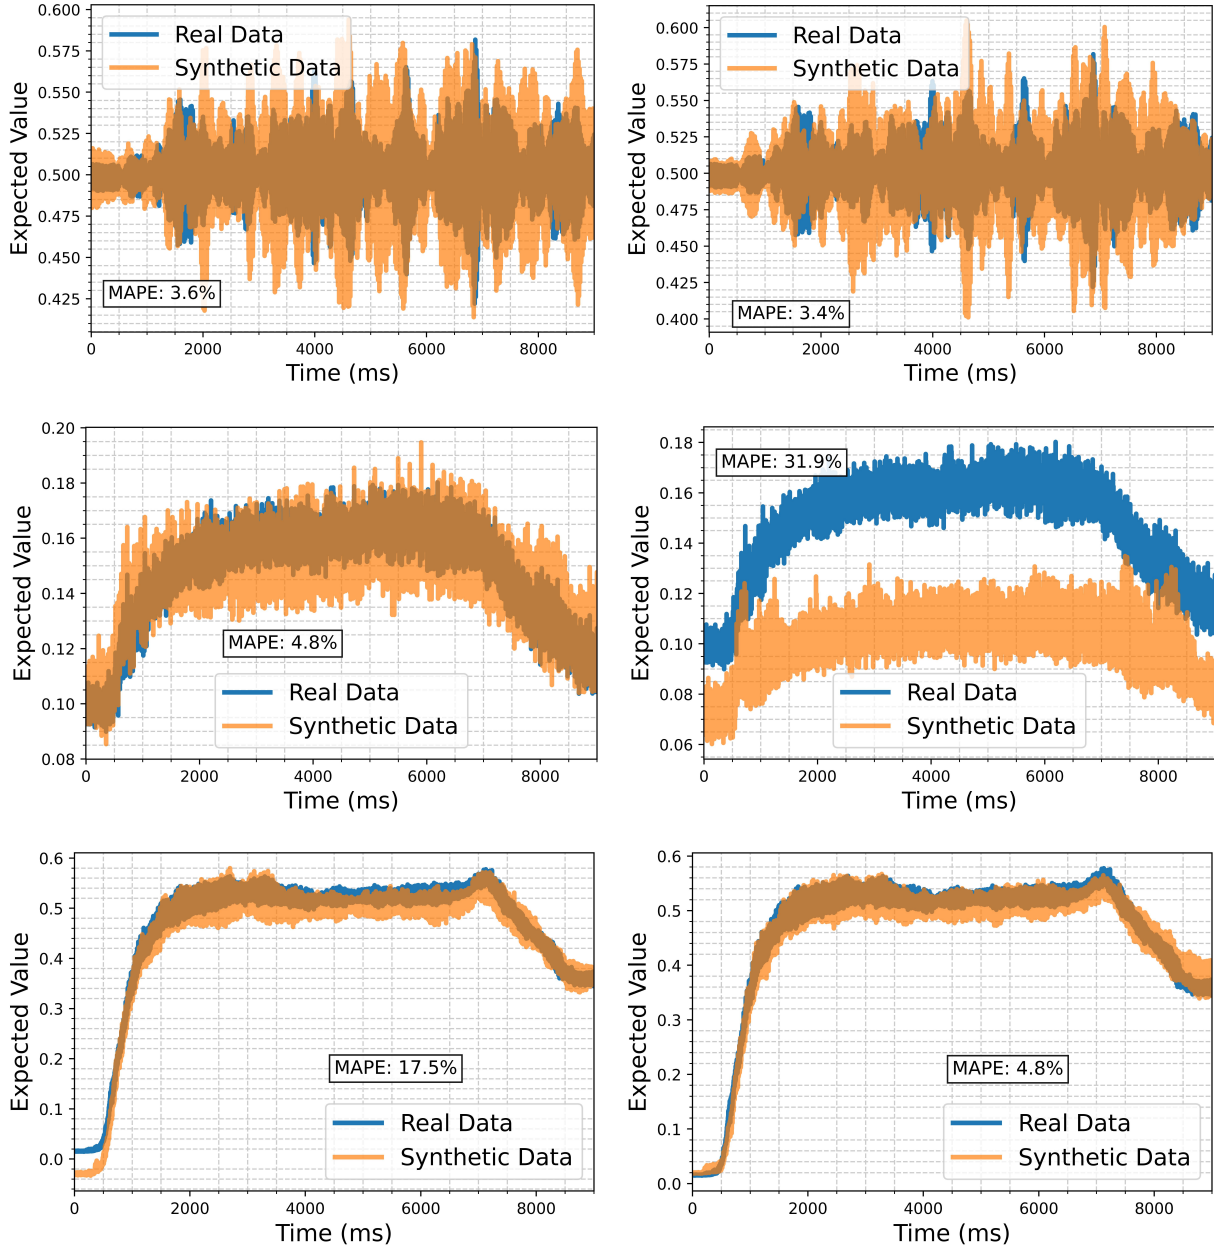 0.600
0.575
0.550
0.525
0.500
0.475
0.450
0.425
Expected Value
Real Data
Synthetic Data
MAPE: 3.6%
0 2000 4000 6000 8000
Time (ms)
0.600
0.575
0.550
0.525
0.500
0.475
0.450
0.425
0.400
Expected Value
Real Data
Synthetic Data
MAPE: 3.4%
0 2000 4000 6000 8000
Time (ms)
0.20
0.18
0.16
0.14
0.12
0.10
0.08
Expected Value
MAPE: 4.8%
Real Data
Synthetic Data
0 2000 4000 6000 8000
Time (ms)
0.18
0.16
0.14
0.12
0.10
0.08
0.06
Expected Value
MAPE: 31.9%
Real Data
Synthetic Data
0 2000 4000 6000 8000
Time (ms)
0.6
0.5
0.4
0.3
0.2
0.1
0.0
Expected Value
MAPE: 17.5%
Real Data
Synthetic Data
0 2000 4000 6000 8000
Time (ms)
0.6
0.5
0.4
0.3
0.2
0.1
0.0
Expected Value
MAPE: 4.8%
Real Data
Synthetic Data
0 2000 4000 6000 8000
Time (ms)